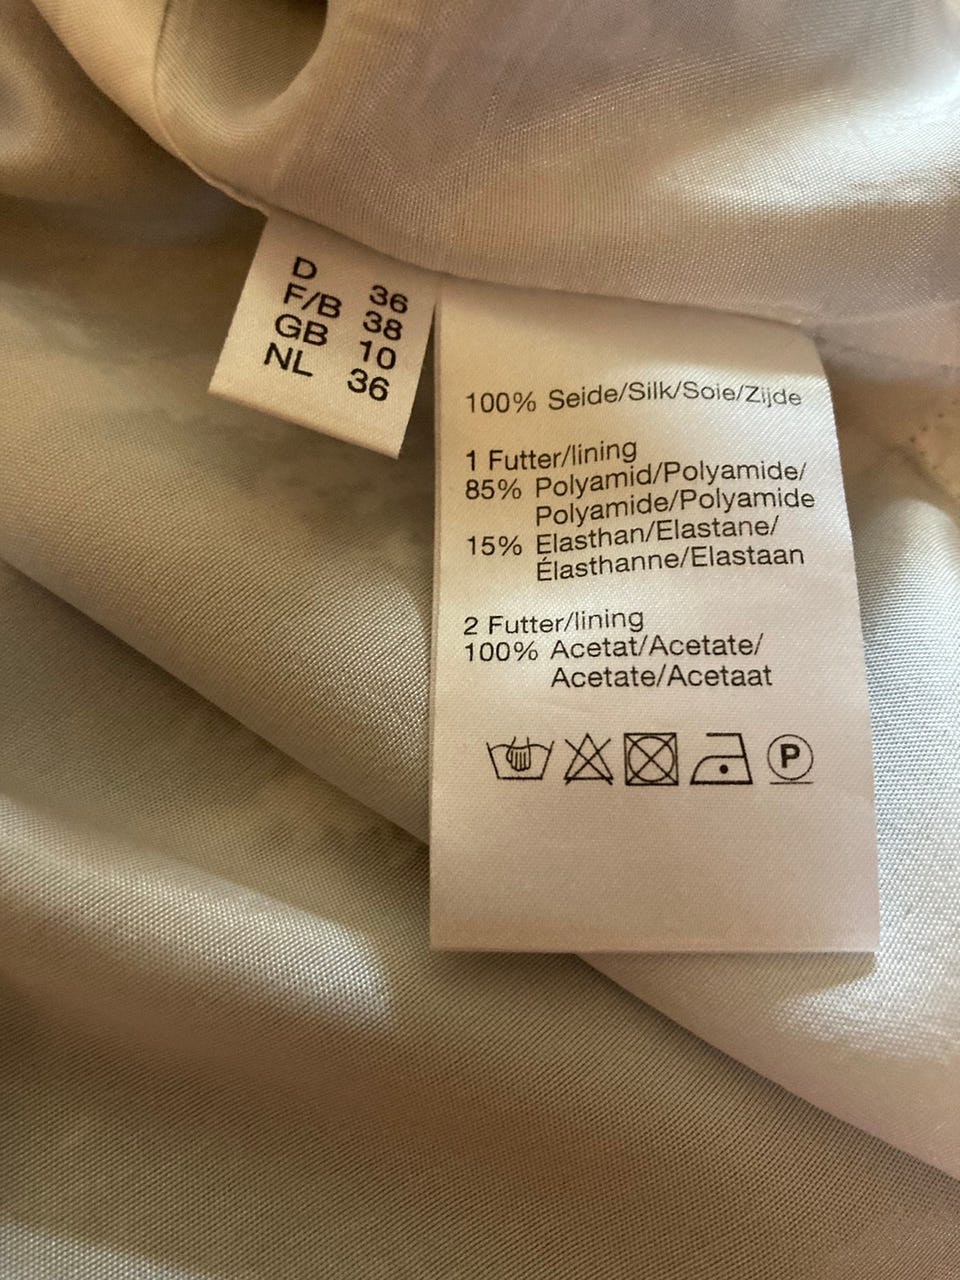 D 36
F/B 38
GB 10
NL 36
100% Seide/Silk/Soie/Zijde
1 Futter/lining
85% Polyamid/Polyamide/
Polyamide/Polyamide
15% Elasthan/Elastane/
Élasthanne/Elastaan
2 Futter/lining
100% Acetat/Acetate/
Acetate/Acetaat
P